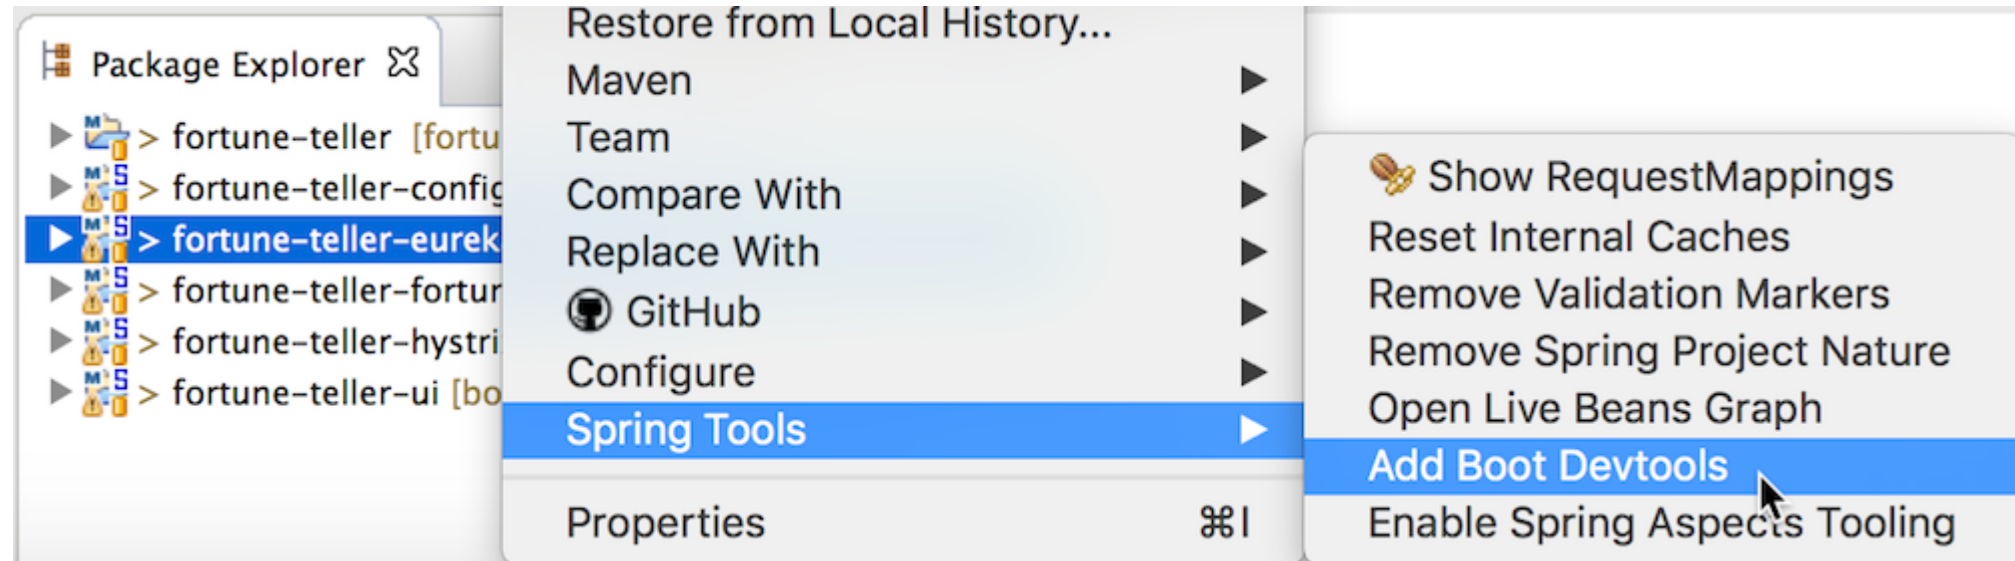 Package Explorer
> fortune-teller [fortu
> fortune-teller-config
> fortune-teller-eurek
> fortune-teller-fortur
> fortune-teller-hystri
> fortune-teller-ui [bo
Restore from Local History...
Maven
Team
Compare With
Replace With
GitHub
Configure
Spring Tools
Properties ⌘I
Show RequestMappings
Reset Internal Caches
Remove Validation Markers
Remove Spring Project Nature
Open Live Beans Graph
Add Boot Devtools
Enable Spring Aspects Tooling